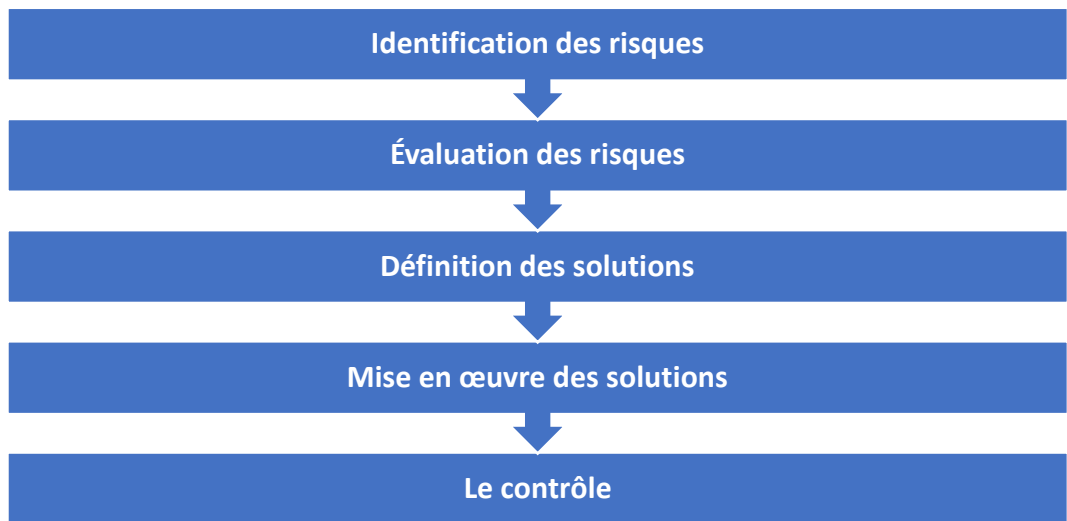 Identification des risques
Évaluation des risques
Définition des solutions
Mise en œuvre des solutions
Le contrôle